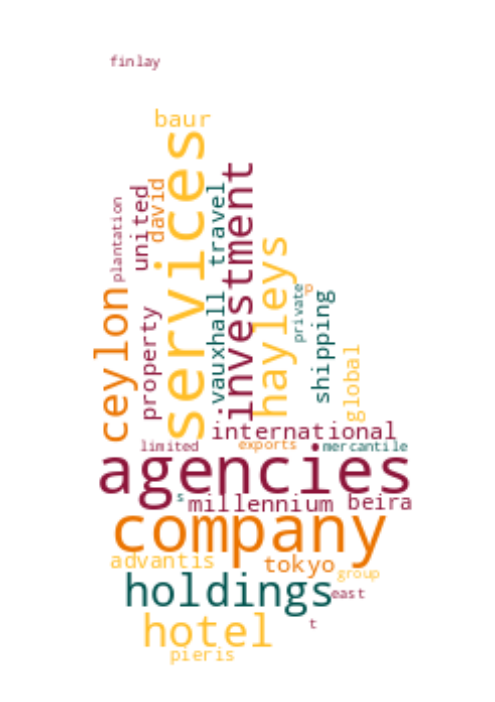 finlay
baur
services
investment
travel
david
united
plantation
hayleys
ceylon
property
vauxhall
private
p
shipping
global
international
limited
exports
mercantile
agencies
s
millennium
beira
company
advantis
tokyo
group
holdings
east
hotel
t
pieris